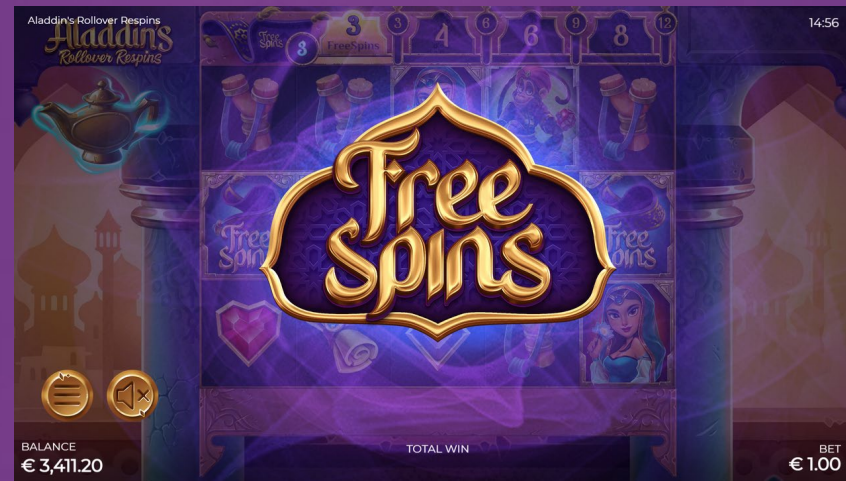 Aladdin's Rollover Respins
14:56
Aladdin's
Rollover Respins
Free
Spins
3
3
FreeSpins
3
4
6
6
9
8
12
Free
Spins
Free
Spins
Free
Spins
BALANCE
€ 3,411.20
TOTAL WIN
BET
€ 1.00